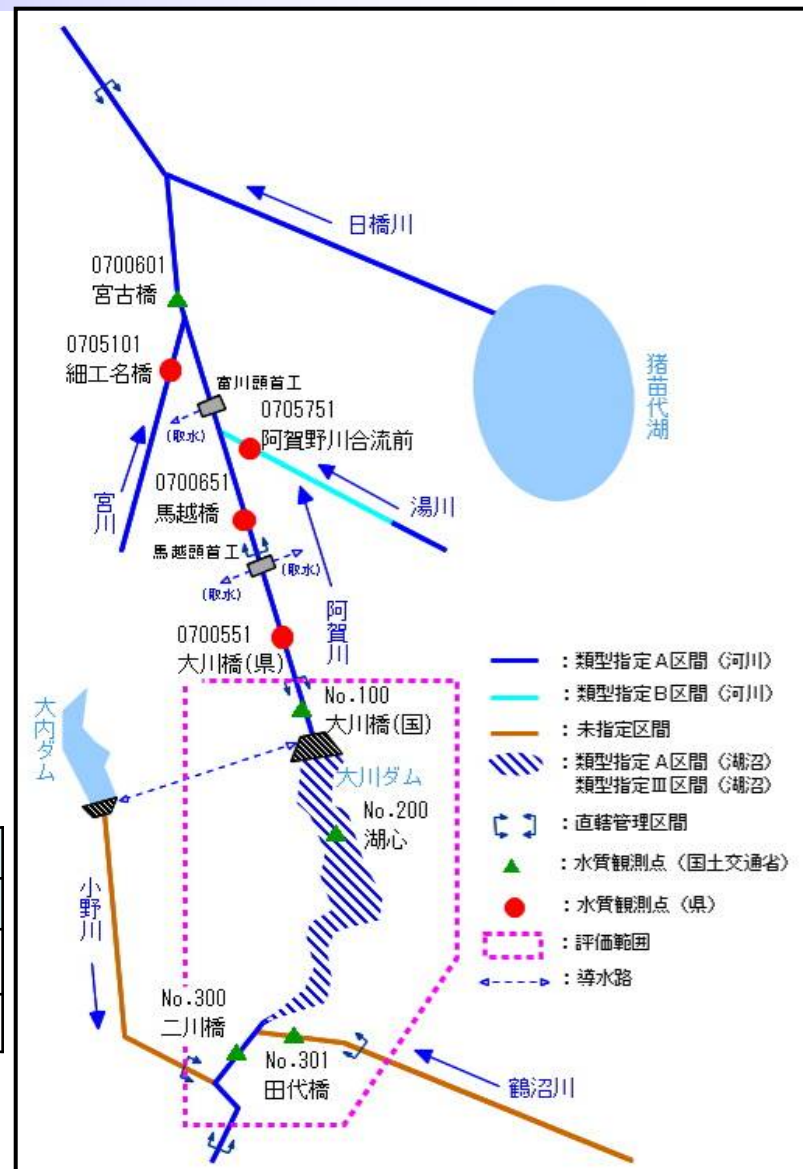 日橋川
猪苗代湖
0700601
宮古橋
0705101
細工名橋
富川頭首工
(取水)
0705751
阿賀野川合流前
宮川
湯川
0700651
馬越橋
馬越頭首工
(取水)
(取水)
阿賀川
0700551
大川橋(県)
No.100
大川橋(国)
大内ダム
大川ダム
No.200
湖心
小野川
No.300
二川橋
No.301
田代橋
鶴沼川
:類型指定A区間(河川)
:類型指定B区間(河川)
:未指定区間
:類型指定A区間(湖沼)
類型指定Ⅲ区間(湖沼)
:直轄管理区間
:水質観測点(国土交通省)
:水質観測点(県)
:評価範囲
:導水路